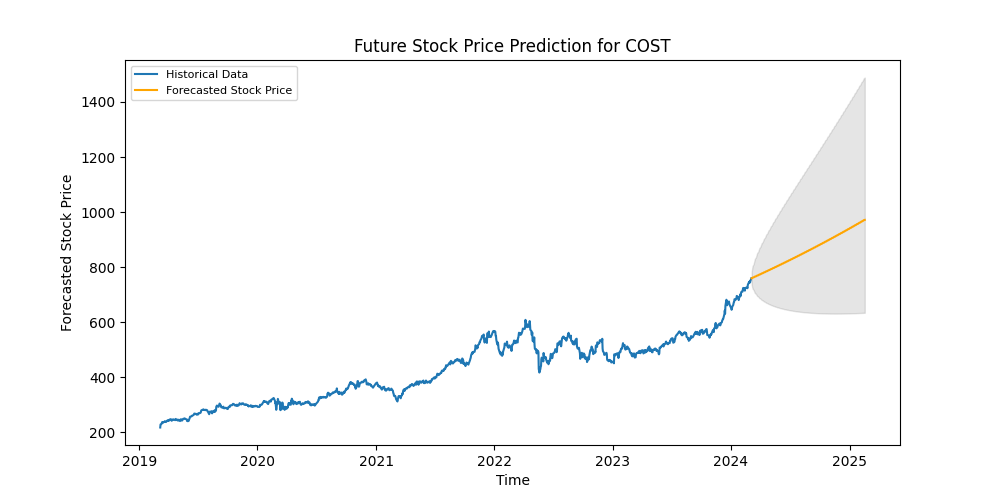 Future Stock Price Prediction for COST
Historical Data
Forecasted Stock Price
Forecasted Stock Price
1400
1200
1000
800
600
400
200
2019 2020 2021 2022 2023 2024 2025
Time